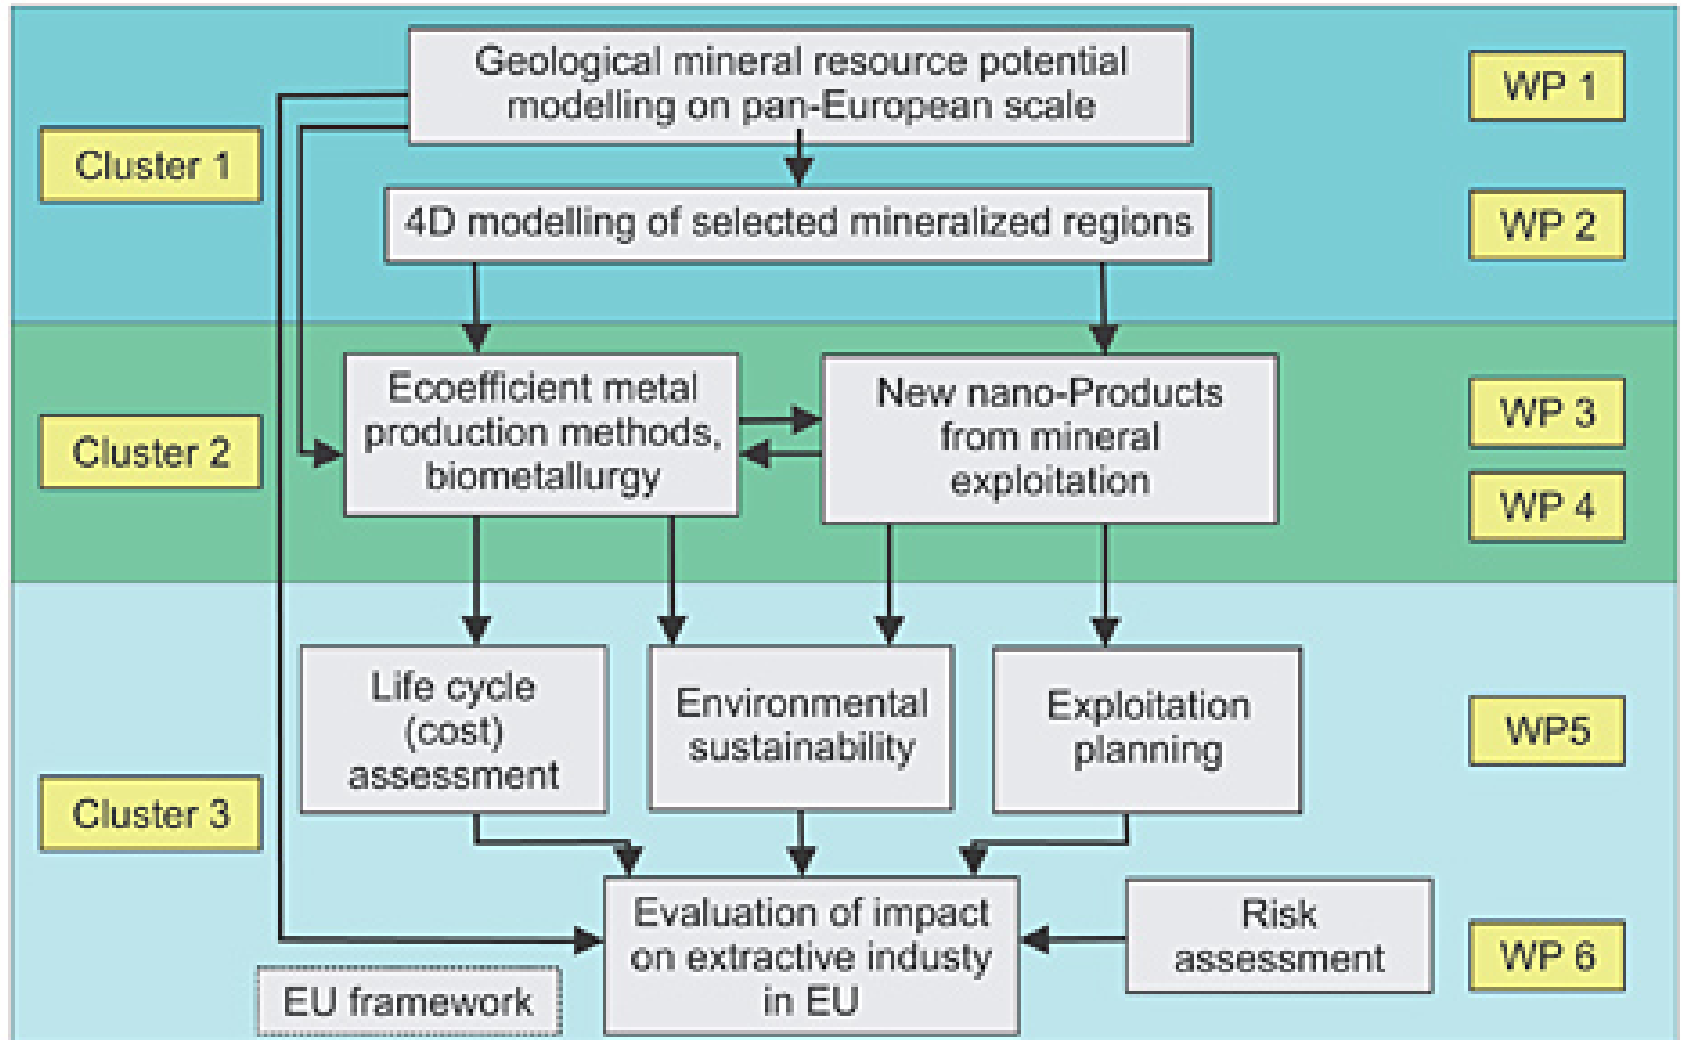 Geological mineral resource potential
modelling on pan-European scale
WP 1
Cluster 1
4D modelling of selected mineralized regions
WP 2
Ecoefficient metal
production methods,
biometallurgy
New nano-Products
from mineral
exploitation
WP 3
Cluster 2
WP 4
Life cycle
(cost)
assessment
Environmental
sustainability
Exploitation
planning
WP5
Cluster 3
Evaluation of impact
on extractive industy
in EU
Risk
assessment
WP 6
EU framework